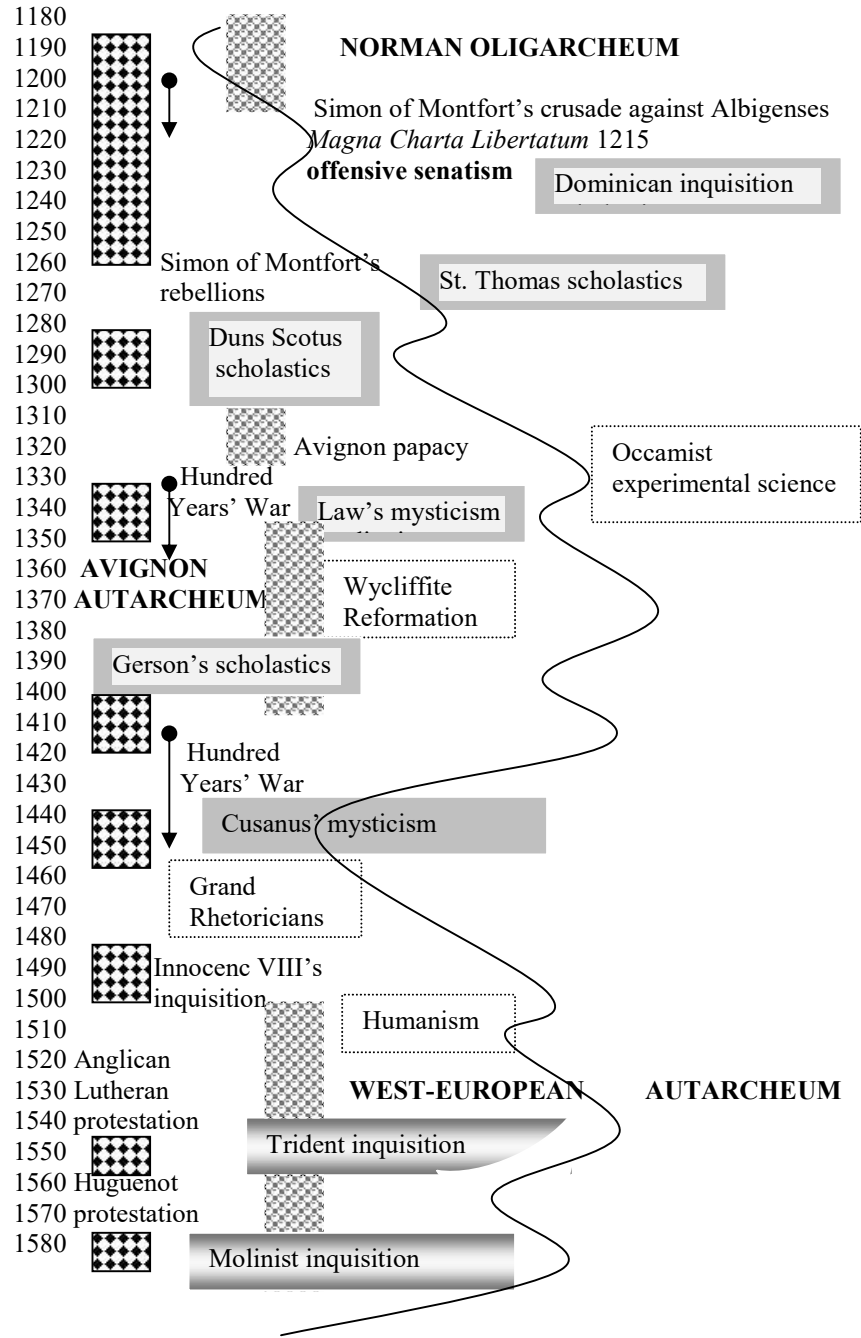 1180
1190 NORMAN OLIGARCHEUM
1200
1210 Simon of Montfort’s crusade against Albigenses
1220 Magna Charta Libertatum 1215
1230 offensive senatism
Dominican inquisition
1240
1250
1260 Simon of Montfort’s
1270 rebellions
St. Thomas scholastics
1280
1290 Duns Scotus
scholastics
1300
1310
1320 Avignon papacy
Occamist
experimental science
1330 Hundred
1340 Years’ War
Law’s mysticism
1350
1360 AVIGNON
1370 AUTARCHEUM
Wycliffite
Reformation
1380
1390 Gerson’s scholastics
1400
1410
1420 Hundred
1430 Years’ War
1440
Cusanus’ mysticism
1450
1460
Grand
1470 Rhetoricians
1480
1490 Innocenc VIII’s
1500 inquisition
1510 Humanism
1520 Anglican
1530 Lutheran WEST-EUROPEAN AUTARCHEUM
1540 protestation
1550 Trident inquisition
1560 Huguenot
1570 protestation
1580 Molinist inquisition